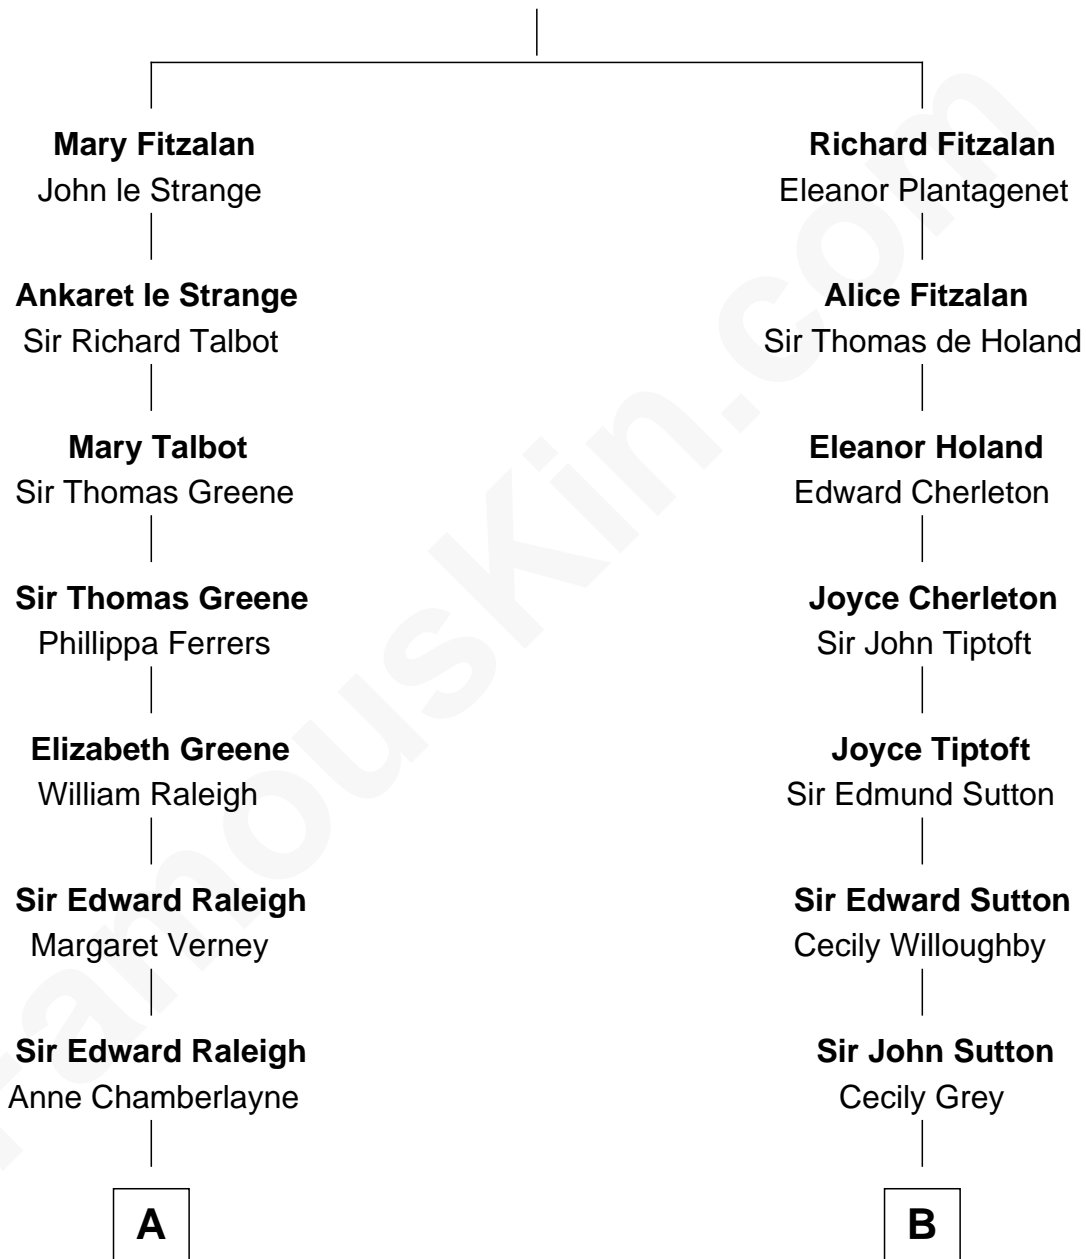 Mary Fitzalan
John le Strange
Ankaret le Strange
Sir Richard Talbot
Mary Talbot
Sir Thomas Greene
Sir Thomas Greene
Phillippa Ferrers
Elizabeth Greene
William Raleigh
Sir Edward Raleigh
Margaret Verney
Sir Edward Raleigh
Anne Chamberlayne
A
Richard Fitzalan
Eleanor Plantagenet
Alice Fitzalan
Sir Thomas de Holand
Eleanor Holand
Edward Cherleton
Joyce Cherleton
Sir John Tiptoft
Joyce Tiptoft
Sir Edmund Sutton
Sir Edward Sutton
Cecily Willoughby
Sir John Sutton
Cecily Grey
B
FamousKin.com